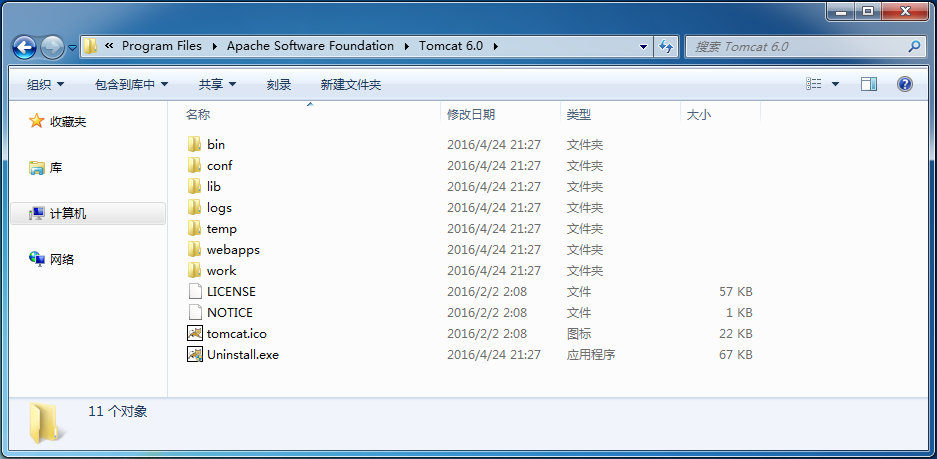 « Program Files ▸ Apache Software Foundation ▸ Tomcat 6.0 ▸ 搜索 Tomcat 6.0
组织 包含到库中 共享 刻录 新建文件夹
收藏夹
库
计算机
网络
名称 修改日期 类型 大小
bin 2016/4/24 21:27 文件夹
conf 2016/4/24 21:27 文件夹
lib 2016/4/24 21:27 文件夹
logs 2016/4/24 21:27 文件夹
temp 2016/4/24 21:27 文件夹
webapps 2016/4/24 21:27 文件夹
work 2016/4/24 21:27 文件夹
LICENSE 2016/2/2 2:08 文件 57 KB
NOTICE 2016/2/2 2:08 文件 1 KB
tomcat.ico 2016/2/2 2:08 图标 22 KB
Uninstall.exe 2016/4/24 21:27 应用程序 67 KB
11 个对象